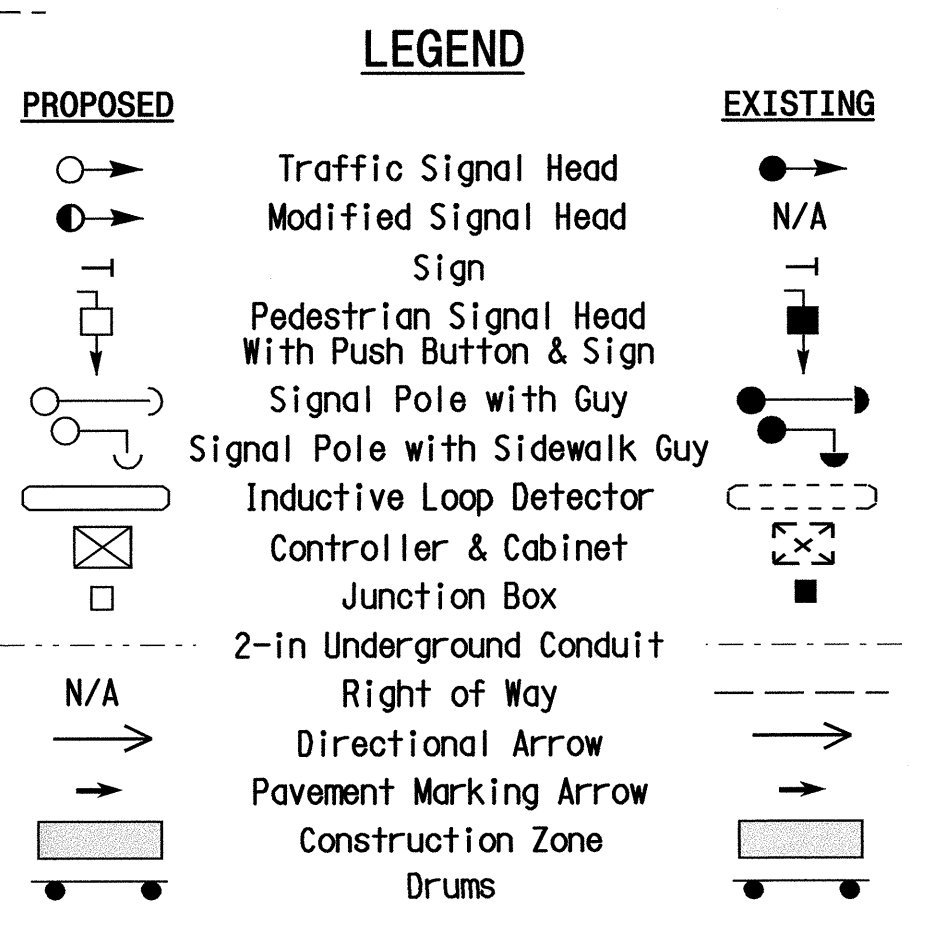 LEGEND
PROPOSED EXISTING
Traffic Signal Head
Modified Signal Head N/A
Sign
Pedestrian Signal Head
With Push Button & Sign
Signal Pole with Guy
Signal Pole with Sidewalk Guy
Inductive Loop Detector
Controller & Cabinet
Junction Box
2-in Underground Conduit
N/A Right of Way
Directional Arrow
Pavement Marking Arrow
Construction Zone
Drums